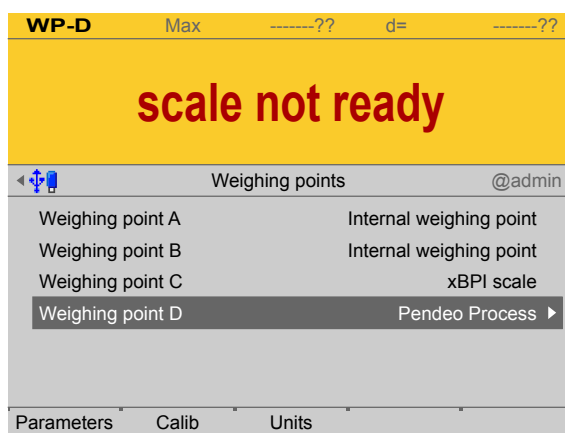 WP-D Max -------?? d= -------??
scale not ready
Weighing points @admin
Weighing point A Internal weighing point
Weighing point B Internal weighing point
Weighing point C xBPI scale
Weighing point D Pendeo Process
Parameters Calib Units